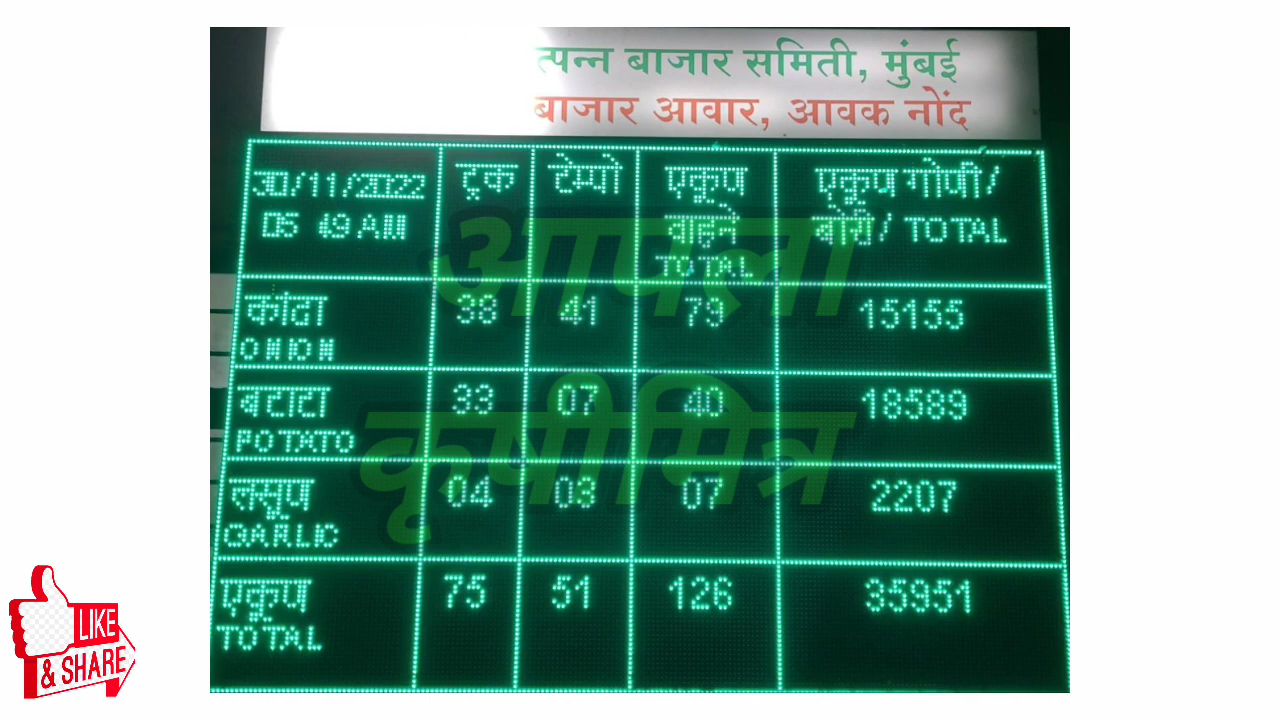 त्पन्न बाजार समिती, मुंबई
बाजार आवार, आवक नोंद
30/11/2022 ट्रक टेम्पो एकूण एकूण गोणी/
05 49 AM वाहने बोरी/ TOTAL
TOTAL
कांदा 38 41 79 15155
ONION
बटाटा 33 07 40 18589
POTATO
लसूण 04 03 07 2207
GARLIC
एकूण 75 51 126 35951
TOTAL
आपला
कृषीमित्र
LIKE
& SHARE